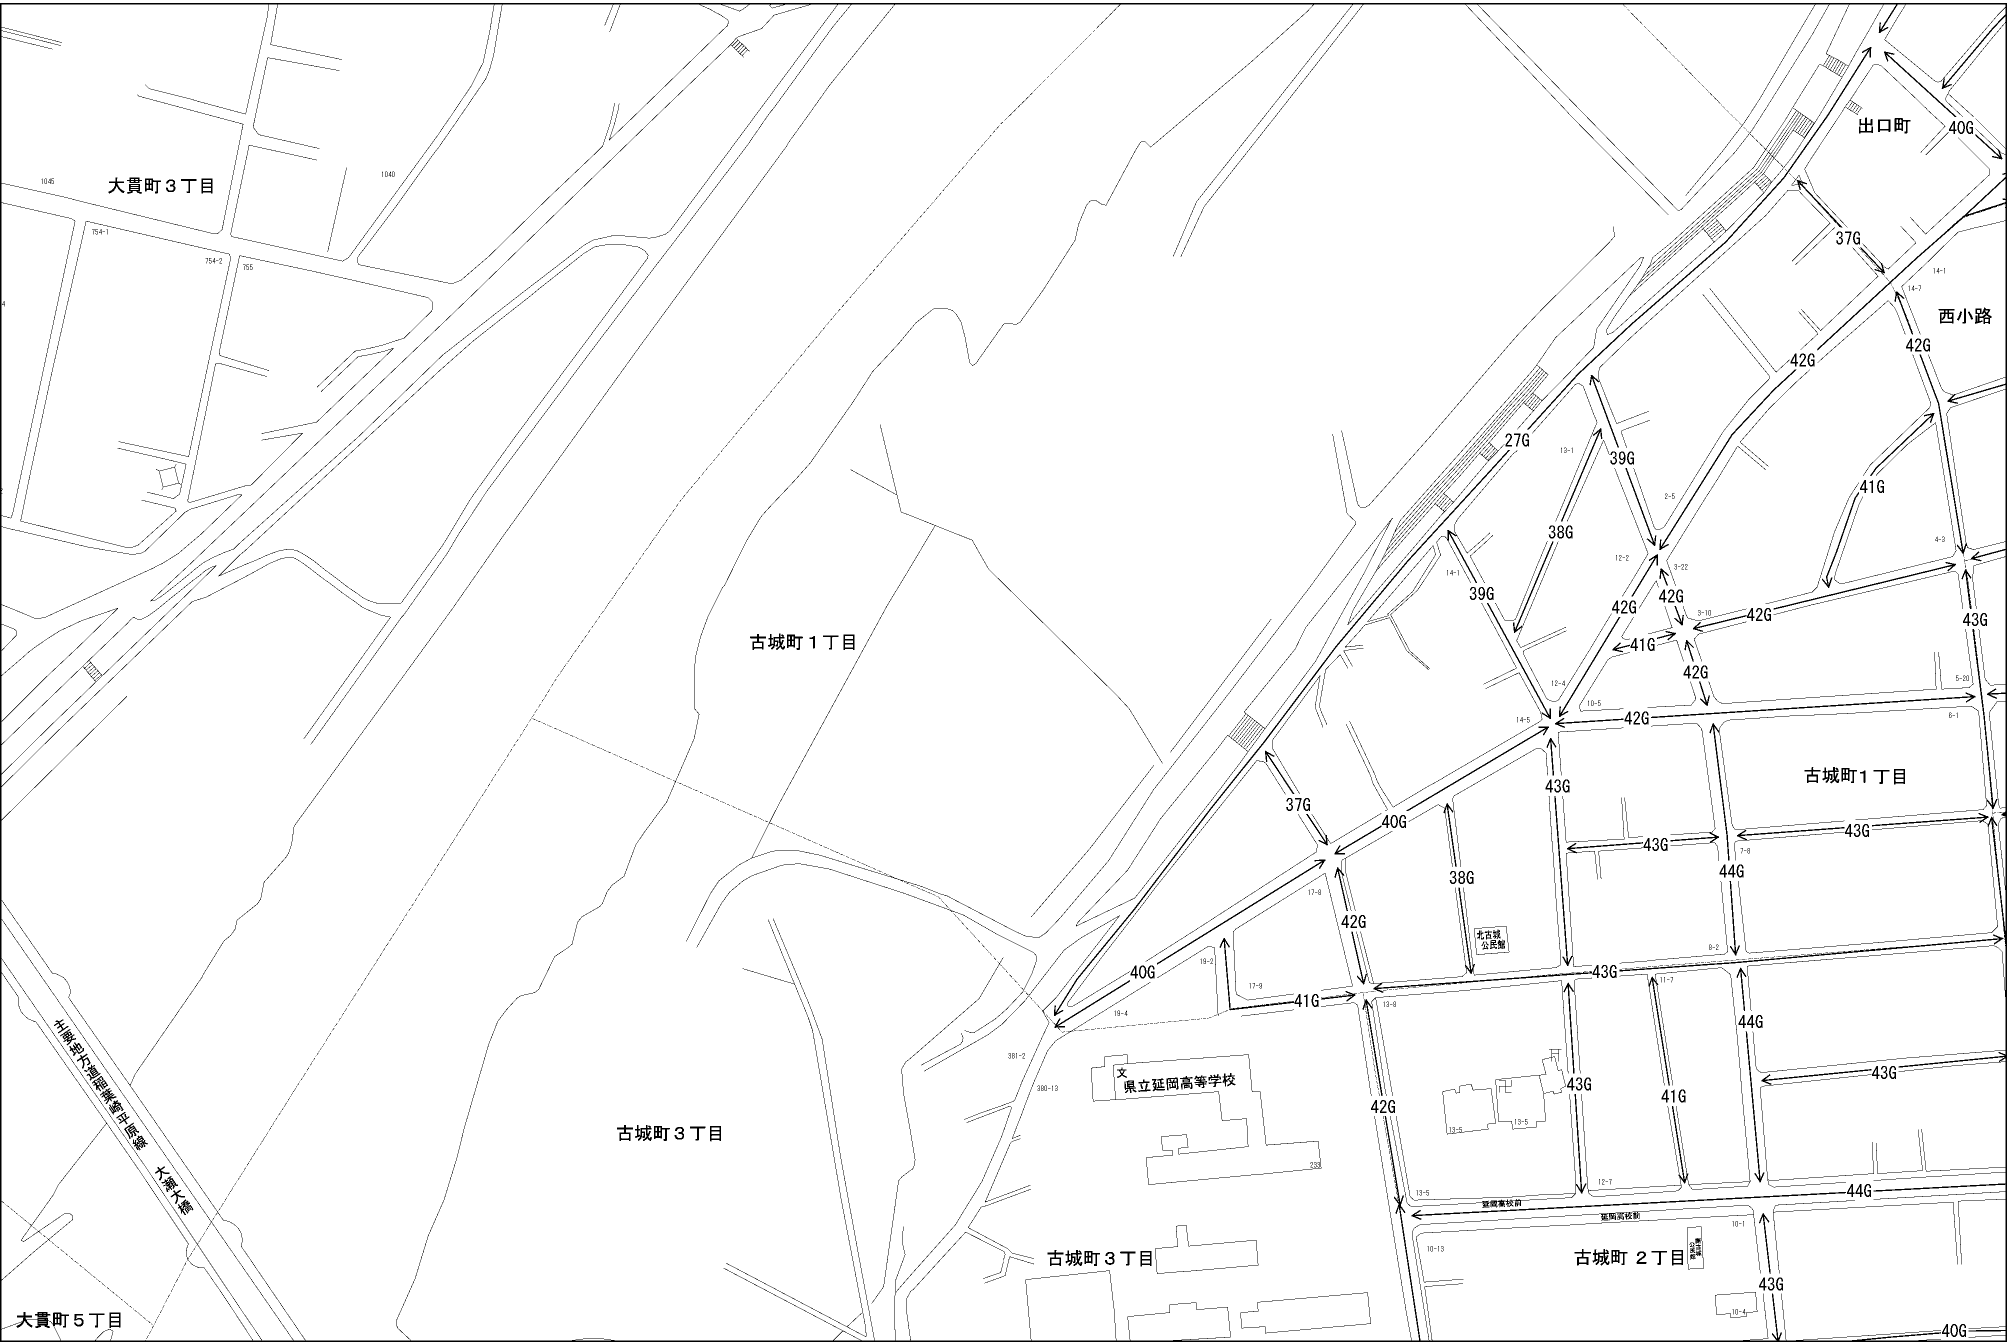 出口町
40G
1045
大貫町３丁目
1040
754-1
754-2
755
37G
14-1
14-7
西小路
42G
42G
27G
13-1
39G
41G
2-5
38G
4-3
12-2
3-22
14-1
39G
42G
42G
3-10
42G
43G
古城町１丁目
41G
42G
5-20
12-4
10-5
14-5
42G
6-1
古城町１丁目
43G
37G
40G
43G
43G
7-8
38G
44G
17-8
42G
北古城
公民館
8-2
19-2
40G
43G
17-9
41G
13-8
11-7
19-4
44G
主要地方道稲葉崎平原線　大瀬大橋
381-2
文
県立延岡高等学校
380-13
43G
43G
41G
42G
13-5
13-5
古城町３丁目
233
12-7
13-5
44G
延岡高校前
延岡高校前
10-1
10-13
古城町３丁目
古城町２丁目
43G
10-4
大貫町５丁目
40G